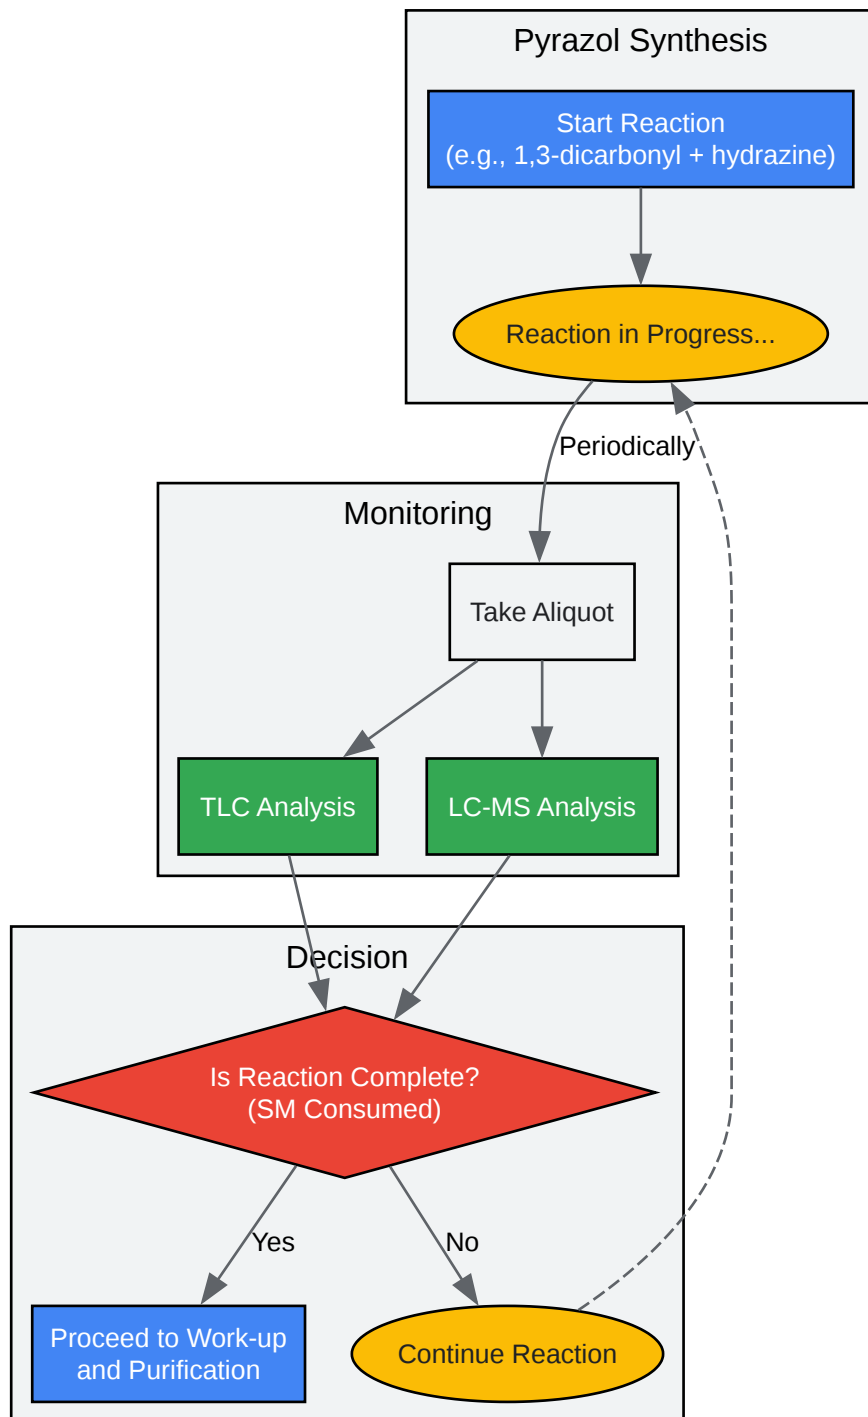 Pyrazol Synthesis
Start Reaction
(e.g., 1,3-dicarbonyl + hydrazine)
Reaction in Progress...
Periodically
Monitoring
Take Aliquot
TLC Analysis
LC-MS Analysis
Decision
Is Reaction Complete?
(SM Consumed)
Yes
No
Proceed to Work-up
and Purification
Continue Reaction